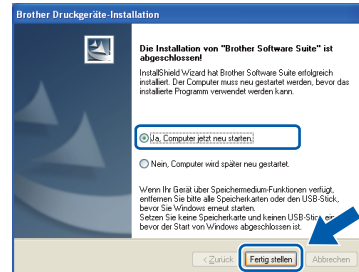 Brother Druckgeräte-Installation
Die Installation von "Brother Software Suite" ist
abgeschlossen!
InstallShield Wizard hat Brother Software Suite erfolgreich
installiert. Der Computer muss neu gestartet werden, bevor das
installierte Programm verwendet werden kann.
Ja, Computer jetzt neu starten.
Nein, Computer wird später neu gestartet.
Wenn Ihr Gerät über Speichermedium-Funktionen verfügt,
entfernen Sie bitte alle Speicherkarten oder den USB-Stick,
bevor Sie Windows erneut starten.
Setzen Sie keine Speicherkarte und keinen USB-Stick ein,
bevor der Start von Windows abgeschlossen ist.
< Zurück Fertig stellen Abbrechen